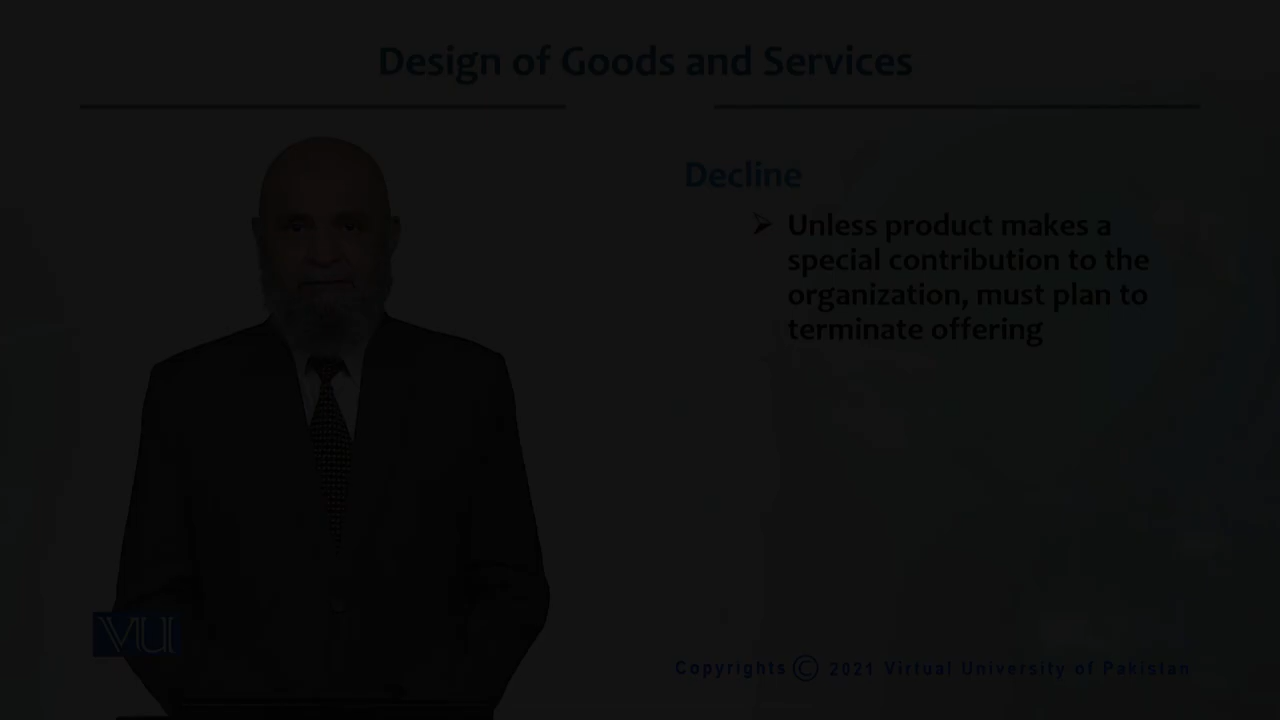 Design of Goods and Services
Decline
➢ Unless product makes a
special contribution to the
organization, must plan to
terminate offering
VU
Copyrights © 2021 Virtual University of Pakistan